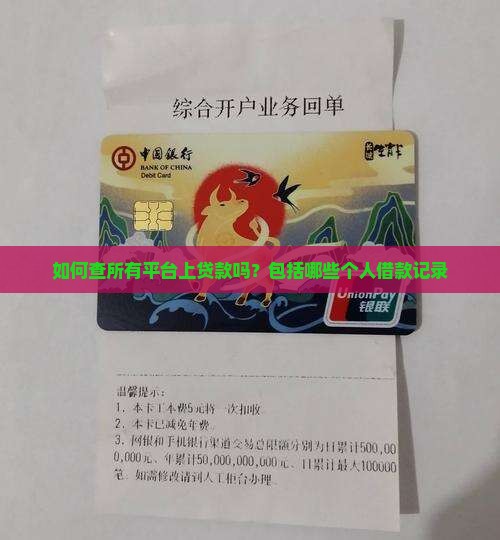 综合开户业务回单
中国银行
BANK OF CHINA
Debit Card
长城
生肖卡
如何查所有平台上贷款吗？包括哪些个人借款记录
UnionPay
银联
温馨提示：
1、本卡工本费5元将一次扣收
2、本卡已减免年费
3、网银和手机银行渠道交易总限额分别为日累计500,00
0,000元、年累计50,000,000,000元、日累计最大100000
笔。如需修改请到人工柜台办理。